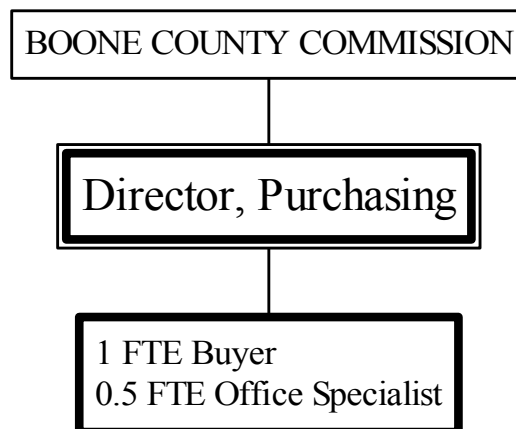 BOONE COUNTY COMMISSION
Director, Purchasing
1 FTE Buyer
0.5 FTE Office Specialist